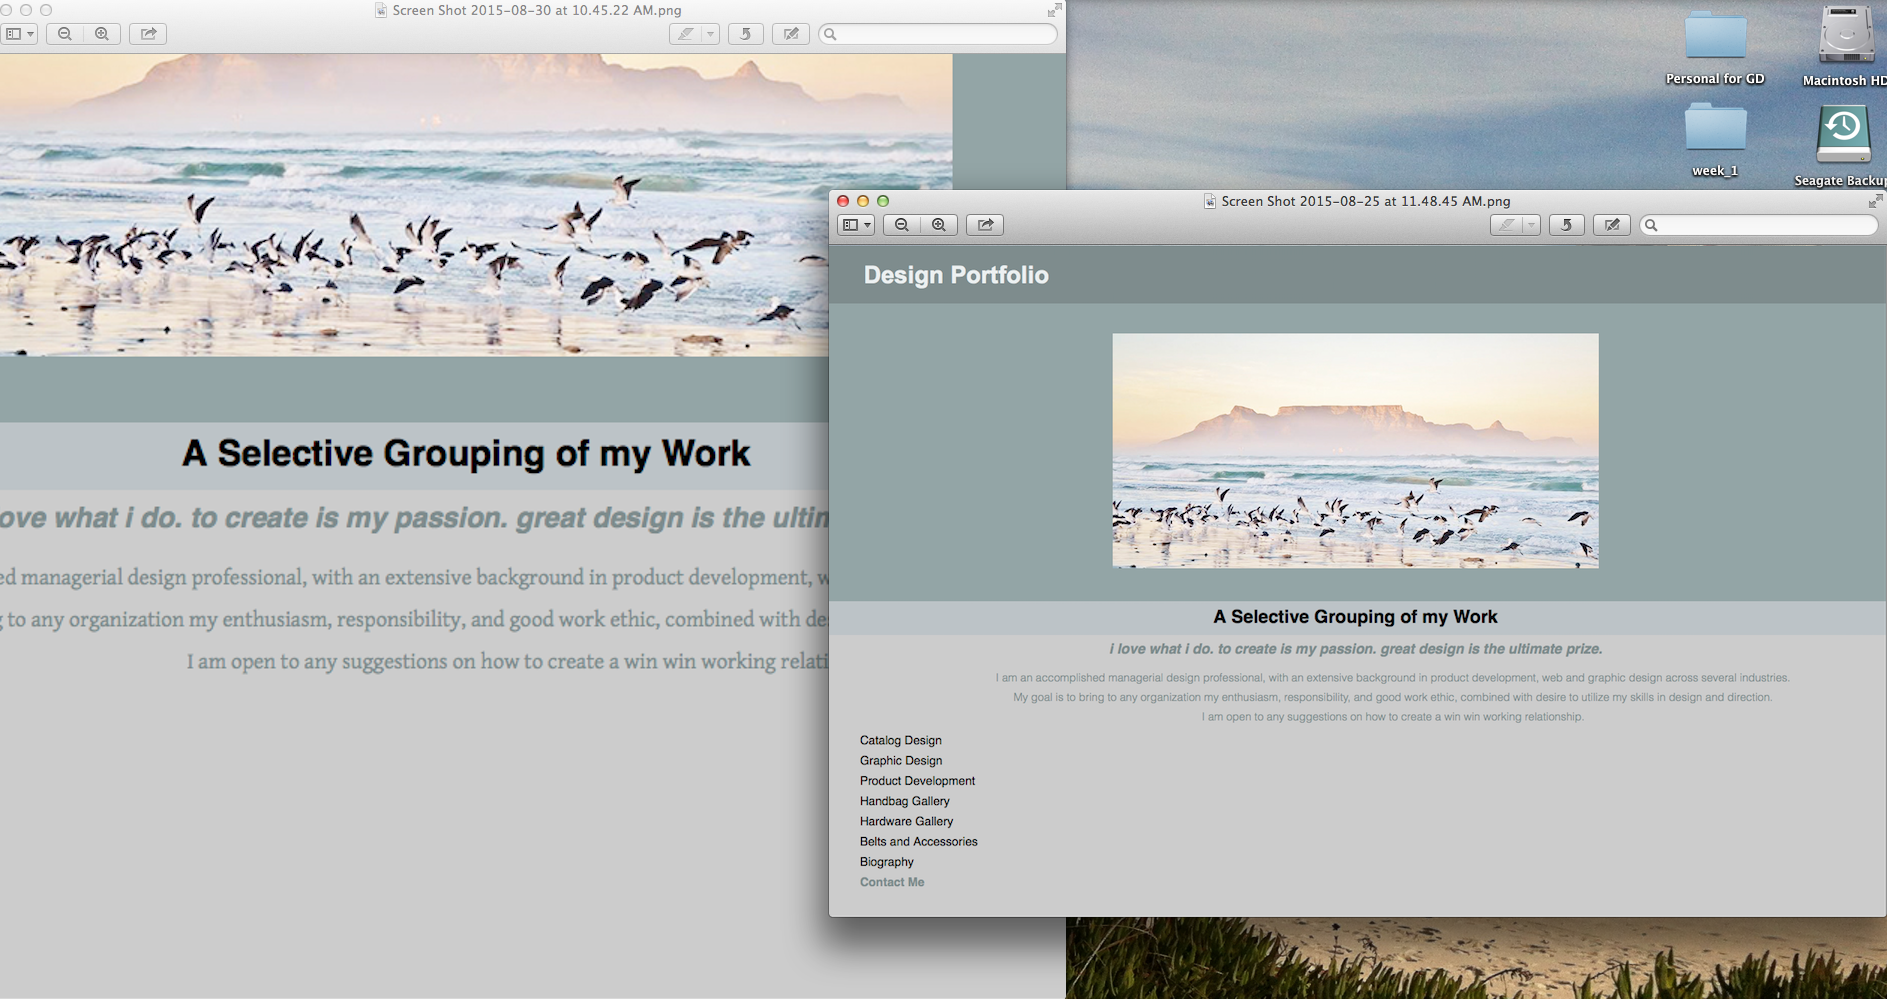 Screen Shot 2015-08-30 at 10.45.22 AM.png
A Selective Grouping of my Work
ove what i do. to create is my passion. great design is the ultin
ed managerial design professional, with an extensive background in product development, w
g to any organization my enthusiasm, responsibility, and good work ethic, combined with de
I am open to any suggestions on how to create a win win working relati
Personal for GD
Macintosh HD
week_1
Seagate Backup
Screen Shot 2015-08-25 at 11.48.45 AM.png
Design Portfolio
A Selective Grouping of my Work
i love what i do. to create is my passion. great design is the ultimate prize.
I am an accomplished managerial design professional, with an extensive background in product development, web and graphic design across several industries.
My goal is to bring to any organization my enthusiasm, responsibility, and good work ethic, combined with desire to utilize my skills in design and direction.
I am open to any suggestions on how to create a win win working relationship.
Catalog Design
Graphic Design
Product Development
Handbag Gallery
Hardware Gallery
Belts and Accessories
Biography
Contact Me